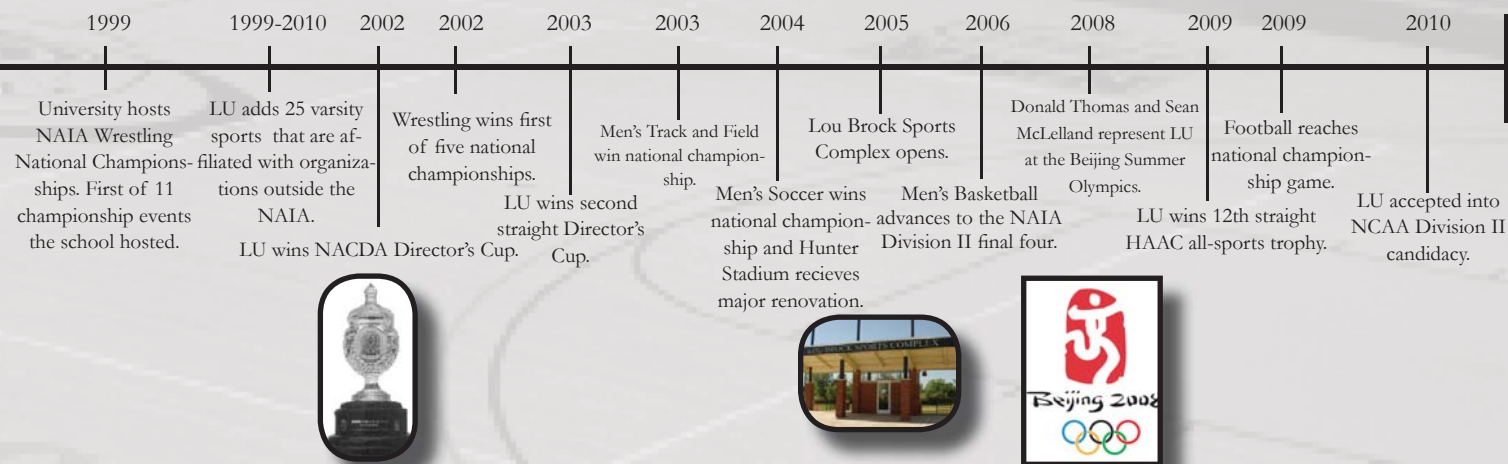 1999
University hosts
NAIA Wrestling
National Champions-
ships. First of 11
championship events
the school hosted.
1999-2010
LU adds 25 varsity
sports that are af-
filiated with organiza-
tions outside the
NAIA.
2002
LU wins NACDA Director's Cup.
2002
Wrestling wins first
of five national
championships.
2003
LU wins second
straight Director's
Cup.
2003
Men's Track and Field
win national champion-
ship.
2004
Men's Soccer wins
national champion-
ship and Hunter
Stadium recieves
major renovation.
2005
Lou Brock Sports
Complex opens.
LOU BROCK SPORTS COMPLEX
2006
Men's Basketball
advances to the NAIA
Division II final four.
2008
Donald Thomas and Sean
McLelland represent LU
at the Beijing Summer
Olympics.
Beijing 2008
2009
LU wins 12th straight
HAAC all-sports trophy.
2009
Football reaches
national champion-
ship game.
2010
LU accepted into
NCAA Division II
candidacy.